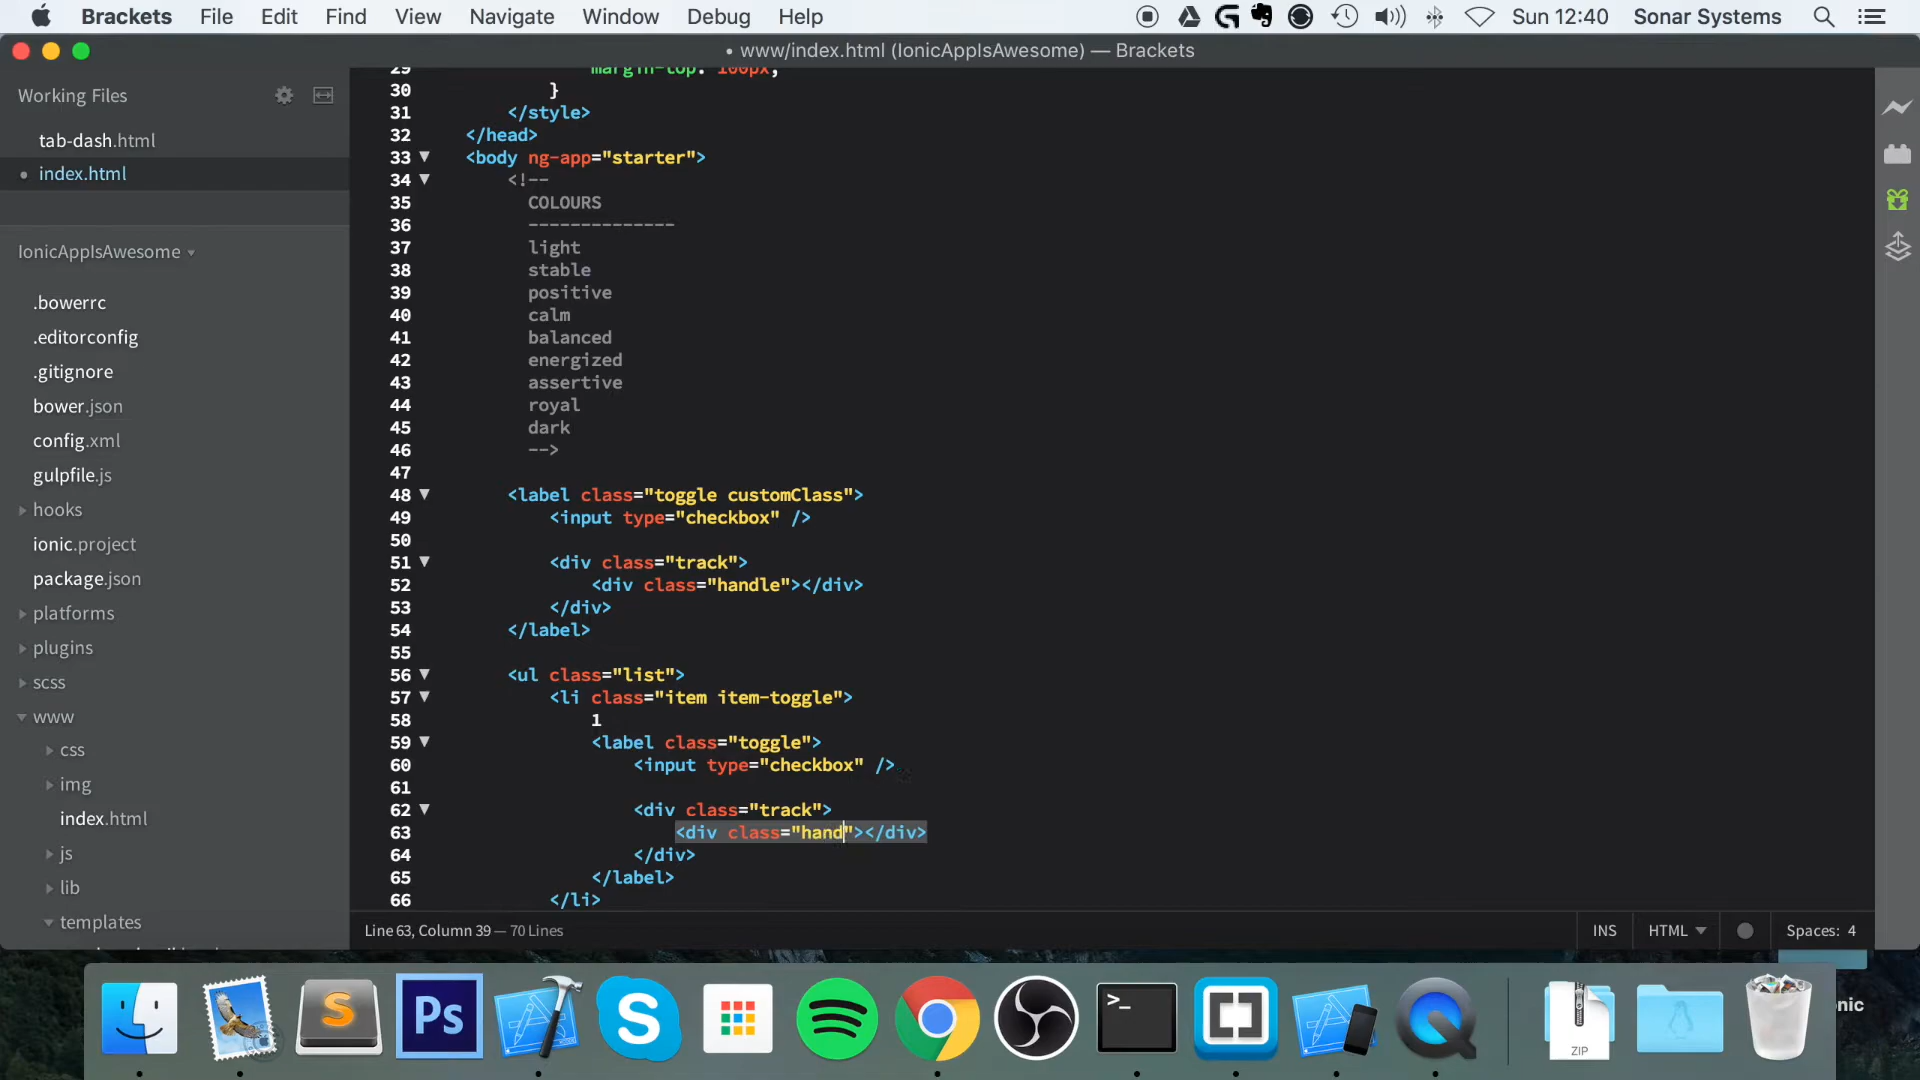 Brackets File Edit Find View Navigate Window Debug Help Sun 12:40 Sonar Systems
• www/index.html (IonicAppIsAwesome) — Brackets
Working Files
tab-dash.html
• index.html
IonicAppIsAwesome
.bowerrc
.editorconfig
.gitignore
bower.json
config.xml
gulpfile.js
hooks
ionic.project
package.json
platforms
plugins
scss
www
css
img
index.html
js
lib
templates
29 margin-top: 100px;
30 }
31 </style>
32 </head>
33 <body ng-app="starter">
34 <!--
35 COLOURS
36 --------------
37 light
38 stable
39 positive
40 calm
41 balanced
42 energized
43 assertive
44 royal
45 dark
46 -->
47
48 <label class="toggle customClass">
49 <input type="checkbox" />
50
51 <div class="track">
52 <div class="handle"></div>
53 </div>
54 </label>
55
56 <ul class="list">
57 <li class="item item-toggle">
58 1
59 <label class="toggle">
60 <input type="checkbox" />
61
62 <div class="track">
63 <div class="hand"></div>
64 </div>
65 </label>
66 </li>
Line 63, Column 39 — 70 Lines
INS HTML Spaces: 4
S Ps S >_ ZIP
nic